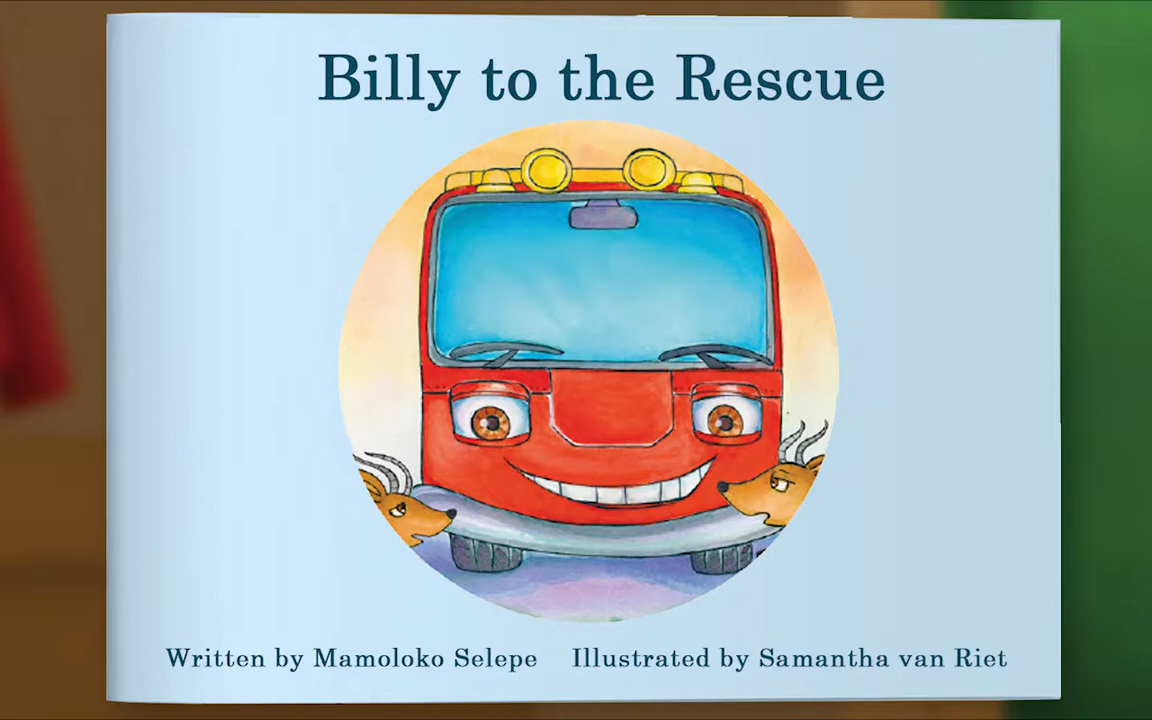 Billy to the Rescue
Written by Mamoloko Selepe Illustrated by Samantha van Riet